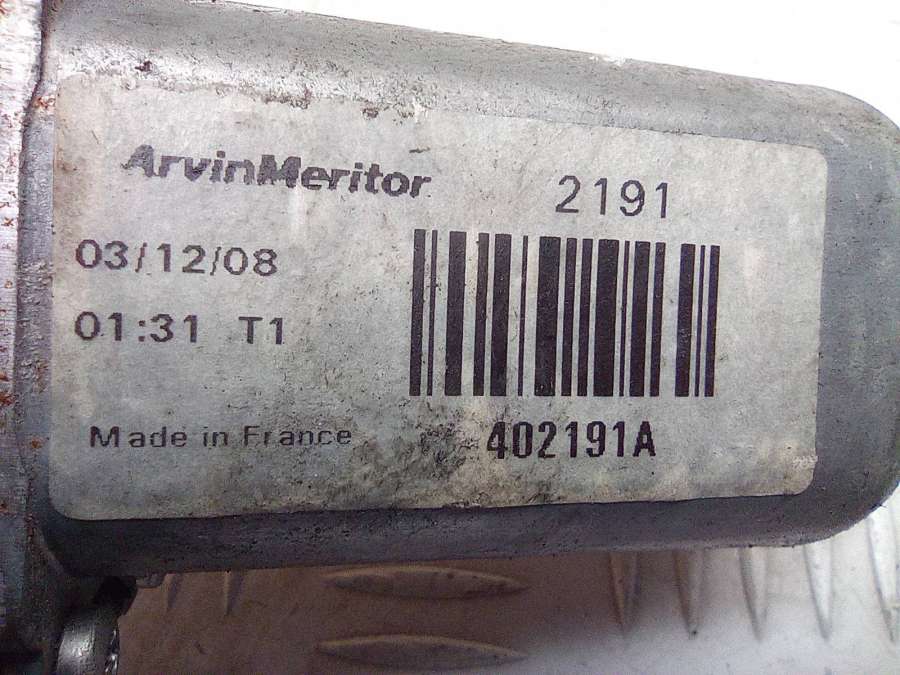 ArvinMeritor
2191
03/12/08
01:31 T1
Made in France
402191A